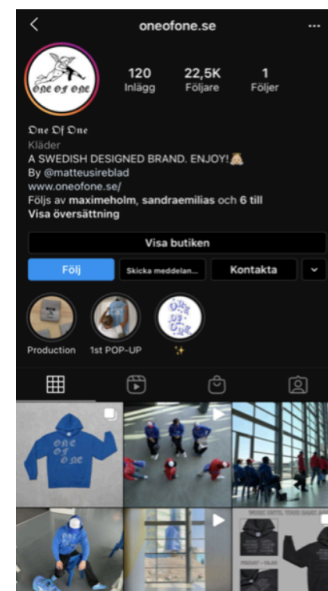 oneofone.se
ONE OF ONE
120
Inlägg
22,5K
Följare
1
Följer
One Of One
Kläder
A SWEDISH DESIGNED BRAND. ENJOY!🙈
By @matteusireblad
www.oneofone.se/
Följs av maximeholm, sandraemilias och 6 till
Visa översättning
Visa butiken
Följ
Skicka meddelan...
Kontakta
Production
1st POP-UP
ONE
OF
ONE
✨
ONE
OF
ONE